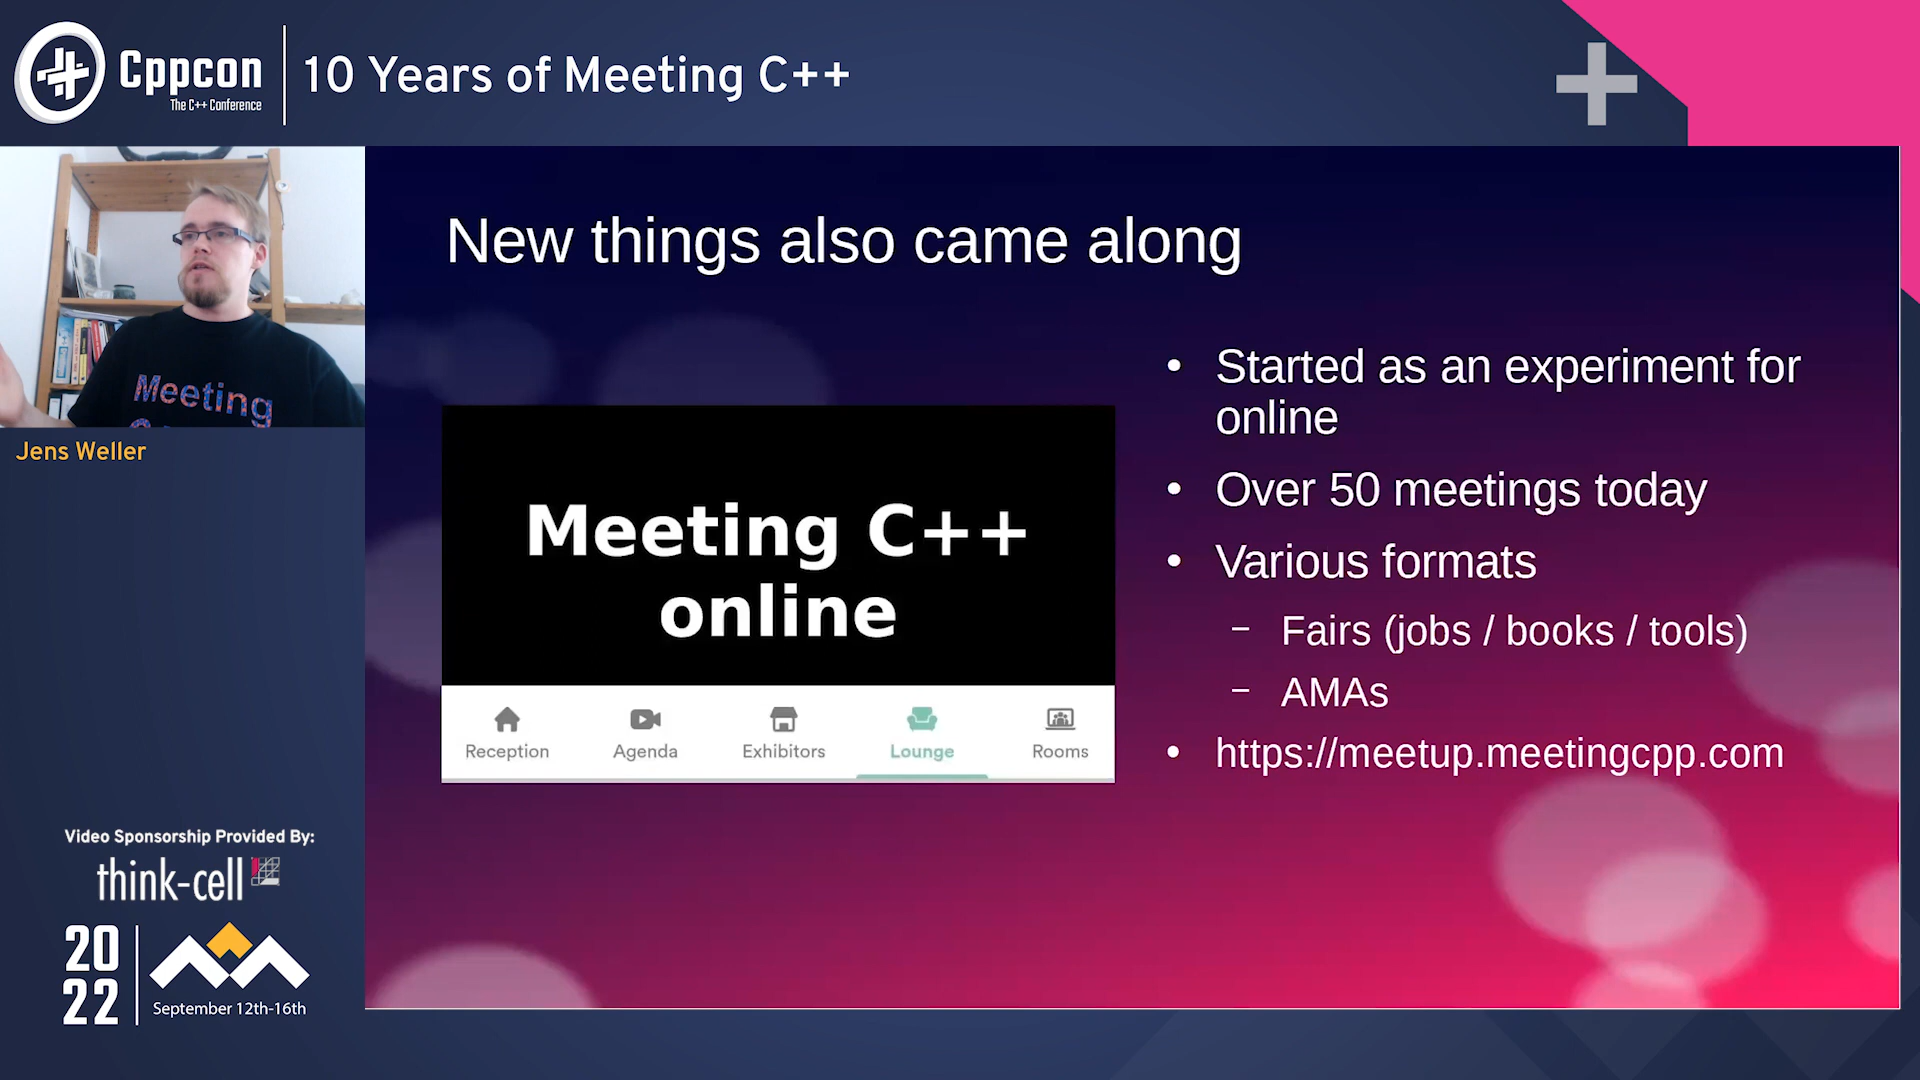 Cppcon
The C++ Conference
10 Years of Meeting C++
Meeting
Jens Weller
New things also came along
Meeting C++
online
Reception
Agenda
Exhibitors
Lounge
Rooms
• Started as an experiment for
online
• Over 50 meetings today
• Various formats
– Fairs (jobs / books / tools)
– AMAs
• https://meetup.meetingcpp.com
Video Sponsorship Provided By:
think-cell
20
22
September 12th-16th